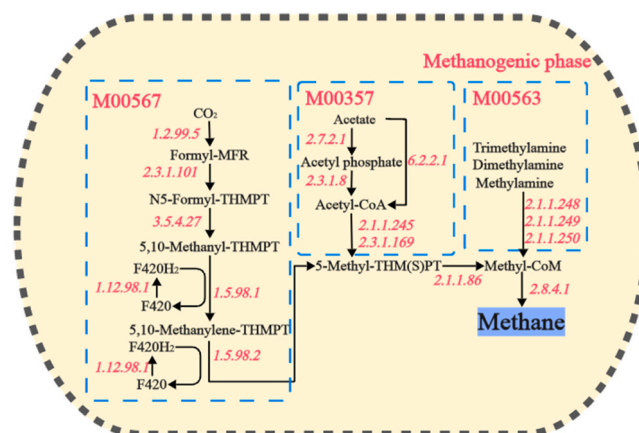 Methanogenic phase
M00567
CO₂
1.2.99.5
Formyl-MFR
2.3.1.101
N5-Formyl-THMPT
3.5.4.27
5,10-Methanyl-THMPT
F420H₂
1.12.98.1
F420
1.5.98.1
5,10-Methylene-THMPT
F420H₂
1.12.98.1
F420
1.5.98.2
M00357
Acetate
2.7.2.1
Acetyl phosphate
6.2.2.1
2.3.1.8
Acetyl-CoA
2.1.1.245
2.3.1.169
5-Methyl-THM(S)PT
2.1.1.86
M00563
Trimethylamine
Dimethylamine
Methylamine
2.1.1.248
2.1.1.249
2.1.1.250
Methyl-CoM
2.8.4.1
Methane